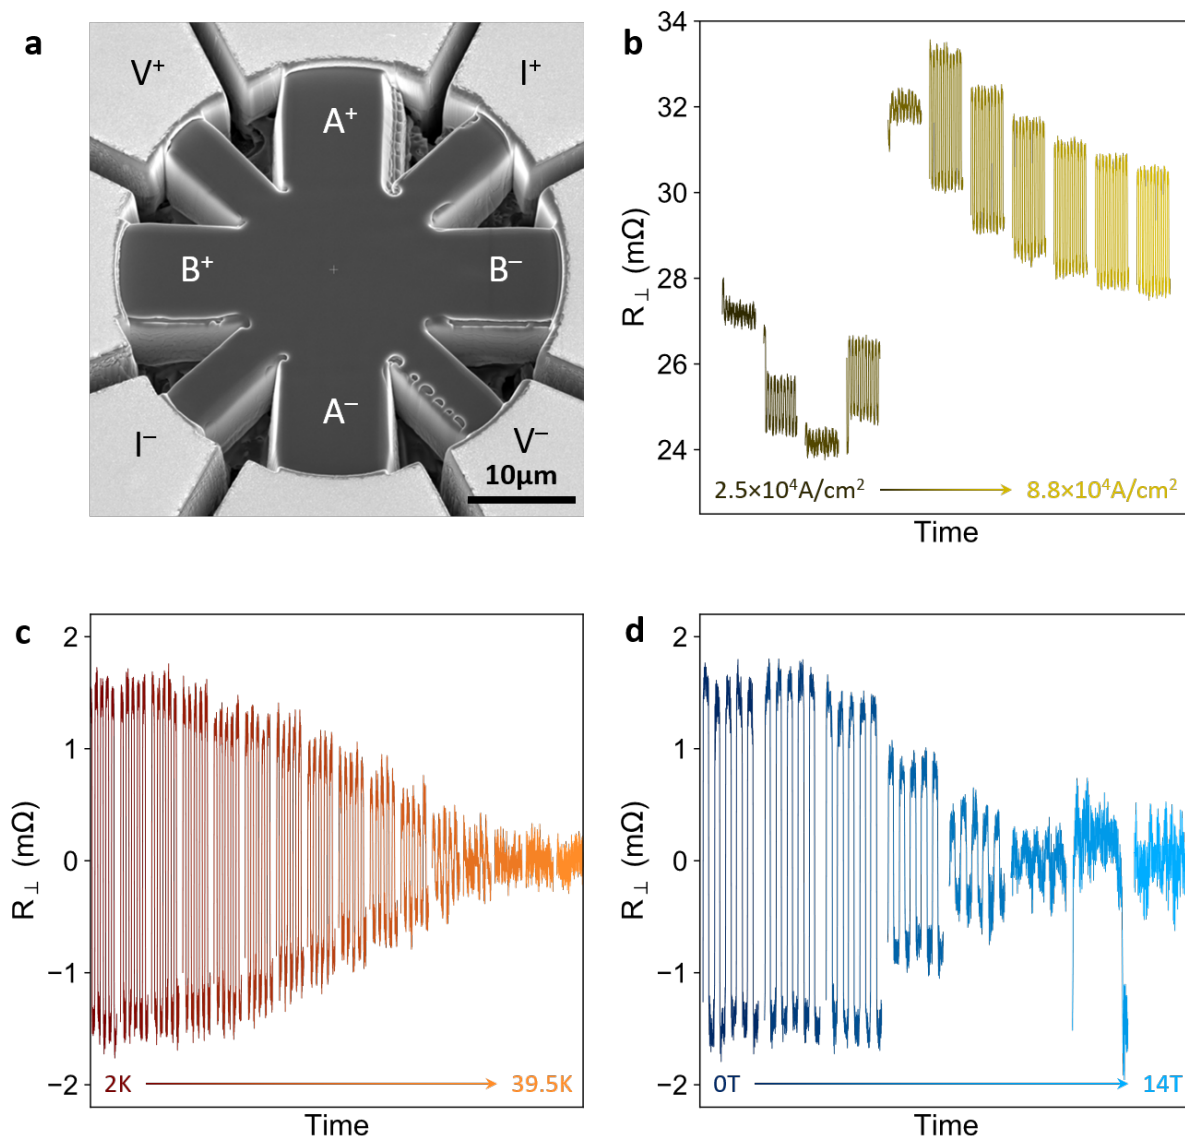 a
V⁺
I⁺
A⁺
B⁺
B⁻
A⁻
I⁻
V⁻
10μm
b
34
32
30
28
26
24
R⊥ (mΩ)
2.5×10⁴A/cm²
8.8×10⁴A/cm²
Time
c
2
1
0
−1
−2
R⊥ (mΩ)
2K
39.5K
Time
d
2
1
0
−1
−2
R⊥ (mΩ)
0T
14T
Time